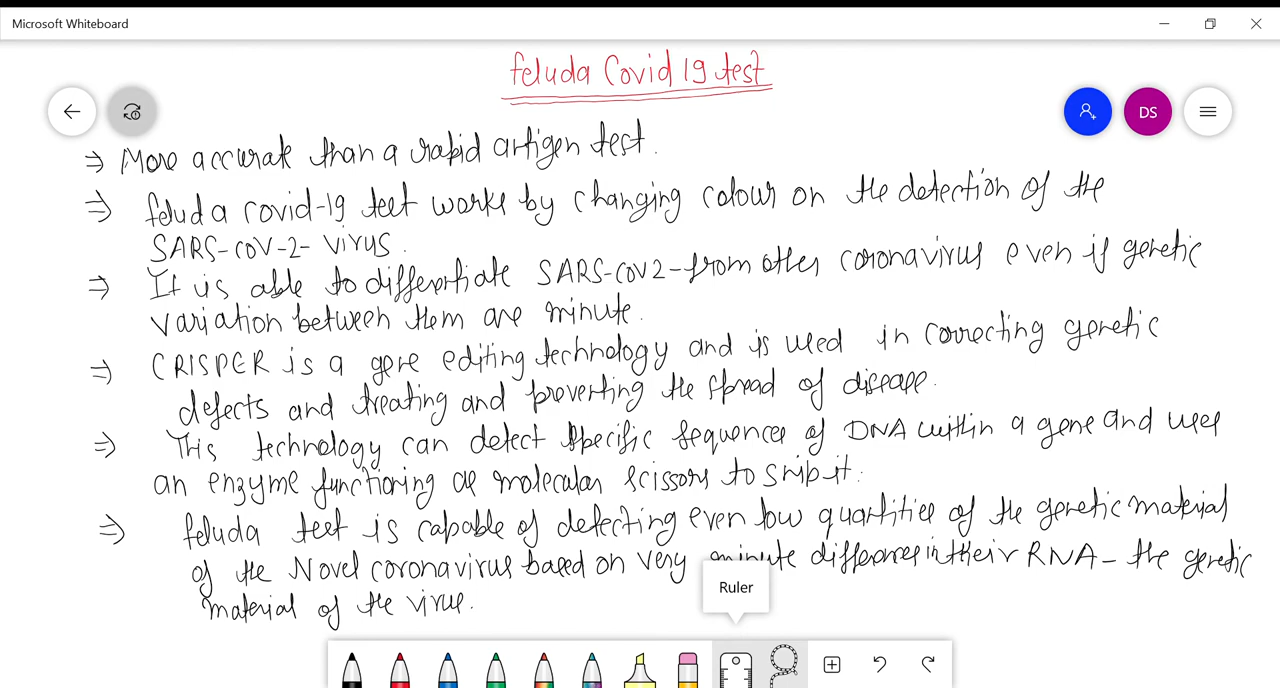 Microsoft Whiteboard
feluda Covid 19 test
DS
⇒ More accurate than a rapid antigen test.
⇒ feluda covid-19 test works by changing colour on the detection of the
SARS-COV-2- VIRUS.
⇒ It is able to differentiate SARS-COV2-from other coronavirus even if genetic
variation between them are minute.
⇒ CRISPER is a gene editing technology and is used in correcting genetic
defects and treating and preventing the spread of disease.
⇒ This technology can detect specific sequences of DNA within a gene and uses
an enzyme functioning as molecular scissors to snip it.
⇒ feluda test is capable of detecting even low quantities of the genetic material
of the Novel coronavirus based on very minute differences in their RNA - the genetic
material of the virus.
Ruler